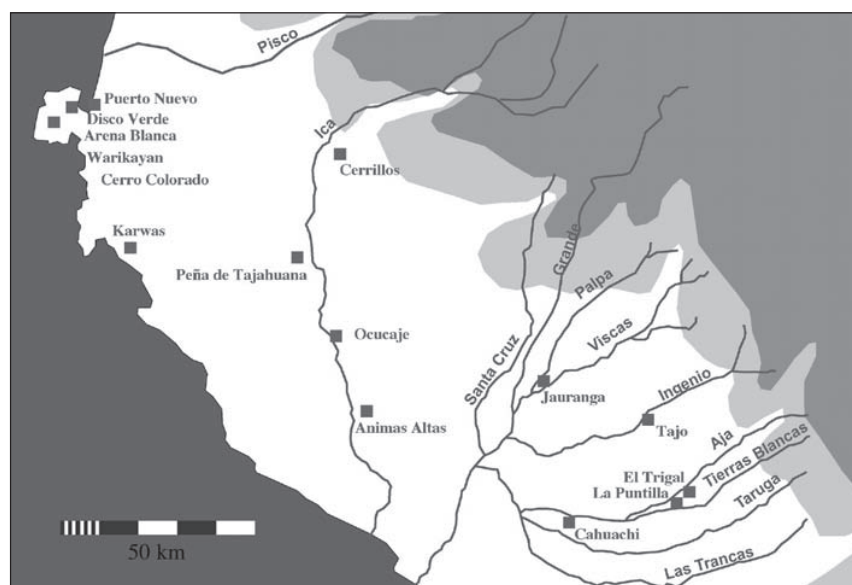 Pisco
Puerto Nuevo
Disco Verde
Arena Blanca
Warikayan
Cerro Colorado
Ica
Cerrillos
Karwas
Peña de Tajahuana
Grande
Palpa
Viscas
Ocucaje
Santa Cruz
Jauranga
Ingenio
Animas Altas
Tajo
Aja
Tierras Blancas
El Trigal
La Puntilla
Taruga
Cahuachi
Las Trancas
50 km